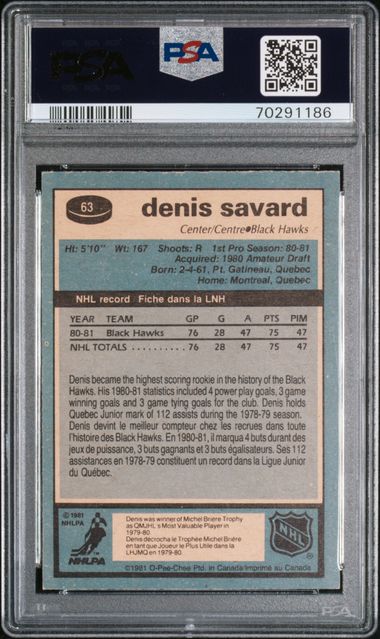 PSA
PSA
70291186
63
denis savard
Center/Centre●Black Hawks
Ht: 5'10" Wt: 167 Shoots: R 1st Pro Season: 80-81
Acquired: 1980 Amateur Draft
Born: 2-4-61, Pt. Gatineau, Quebec
Home: Montreal, Quebec
NHL record Fiche dans la LNH
YEAR TEAM GP G A PTS PIM
80-81 Black Hawks 76 28 47 75 47
NHL TOTALS .......... 76 28 47 75 47
Denis became the highest scoring rookie in the history of the Black
Hawks. His 1980-81 statistics included 4 power play goals, 3 game
winning goals and 3 game tying goals for the club. Denis holds
Quebec Junior mark of 112 assists during the 1978-79 season.
Denis devint le meilleur compteur chez les recrues dans toute
l'histoire des Black Hawks. En 1980-81, il marqua 4 buts durant des
jeux de puissance, 3 buts gagnants et 3 buts égalisateurs. Ses 112
assistances en 1978-79 constituent un record dans la Ligue Junior
du Québec.
©1981
NHLPA
NHLPA
Denis was winner of Michel Briere Trophy
as QMJHL's Most Valuable Player in
1979-80
Denis décrocha le Trophée Michel Brière
en tant que Joueur le Plus Utile dans la
LHJMQ en 1979-80
NHL
©1981 O-Pee-Chee Ptd. in Canada/Imprimé au Canada
PSA